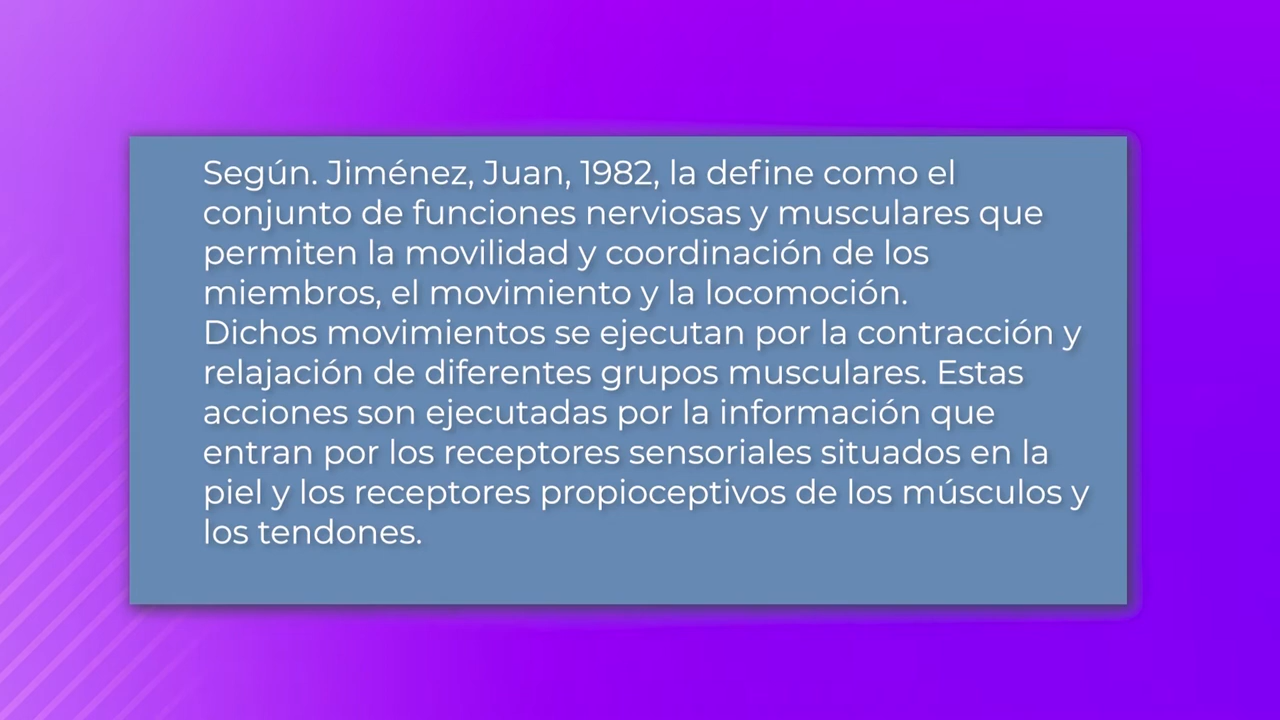 Según. Jiménez, Juan, 1982, la define como el
conjunto de funciones nerviosas y musculares que
permiten la movilidad y coordinación de los
miembros, el movimiento y la locomoción.
Dichos movimientos se ejecutan por la contracción y
relajación de diferentes grupos musculares. Estas
acciones son ejecutadas por la información que
entran por los receptores sensoriales situados en la
piel y los receptores propioceptivos de los músculos y
los tendones.